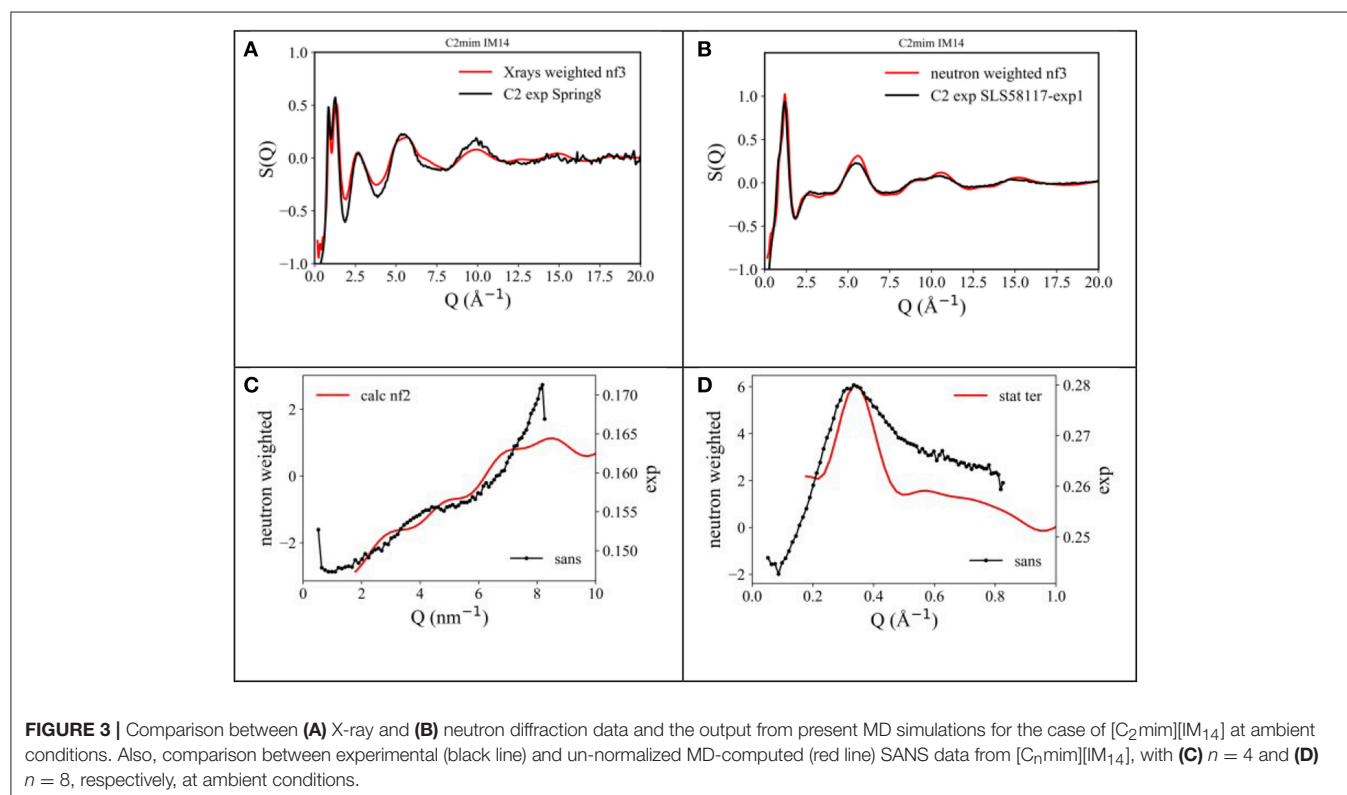 A
C2mim IM14
Xrays weighted nf3
C2 exp Spring8
S(Q)
1.0
0.5
0.0
−0.5
−1.0
0.0 2.5 5.0 7.5 10.0 12.5 15.0 17.5 20.0
Q (Å⁻¹)
B
C2mim IM14
neutron weighted nf3
C2 exp SLS58117-exp1
S(Q)
1.0
0.5
0.0
−0.5
−1.0
0.0 2.5 5.0 7.5 10.0 12.5 15.0 17.5 20.0
Q (Å⁻¹)
C
calc nf2
neutron weighted
2
0
−2
0.170
0.165
0.160
0.155
0.150
exp
sans
0 2 4 6 8 10
Q (nm⁻¹)
D
stat ter
neutron weighted
6
4
2
0
−2
0.28
0.27
0.26
0.25
exp
sans
0.0 0.2 0.4 0.6 0.8 1.0
Q (Å⁻¹)
FIGURE 3 | Comparison between (A) X-ray and (B) neutron diffraction data and the output from present MD simulations for the case of [C₂mim][IM₁₄] at ambient
conditions. Also, comparison between experimental (black line) and un-normalized MD-computed (red line) SANS data from [Cₙmim][IM₁₄], with (C) n = 4 and (D)
n = 8, respectively, at ambient conditions.